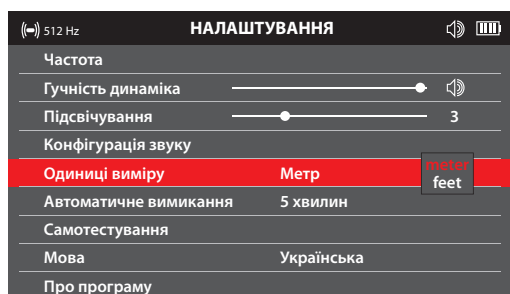 512 Hz НАЛАШТУВАННЯ
Частота
Гучність динаміка
Підсвічування 3
Конфігурація звуку
Одиниці виміру Метр meter
feet
Автоматичне вимикання 5 хвилин
Самотестування
Мова Українська
Про програму